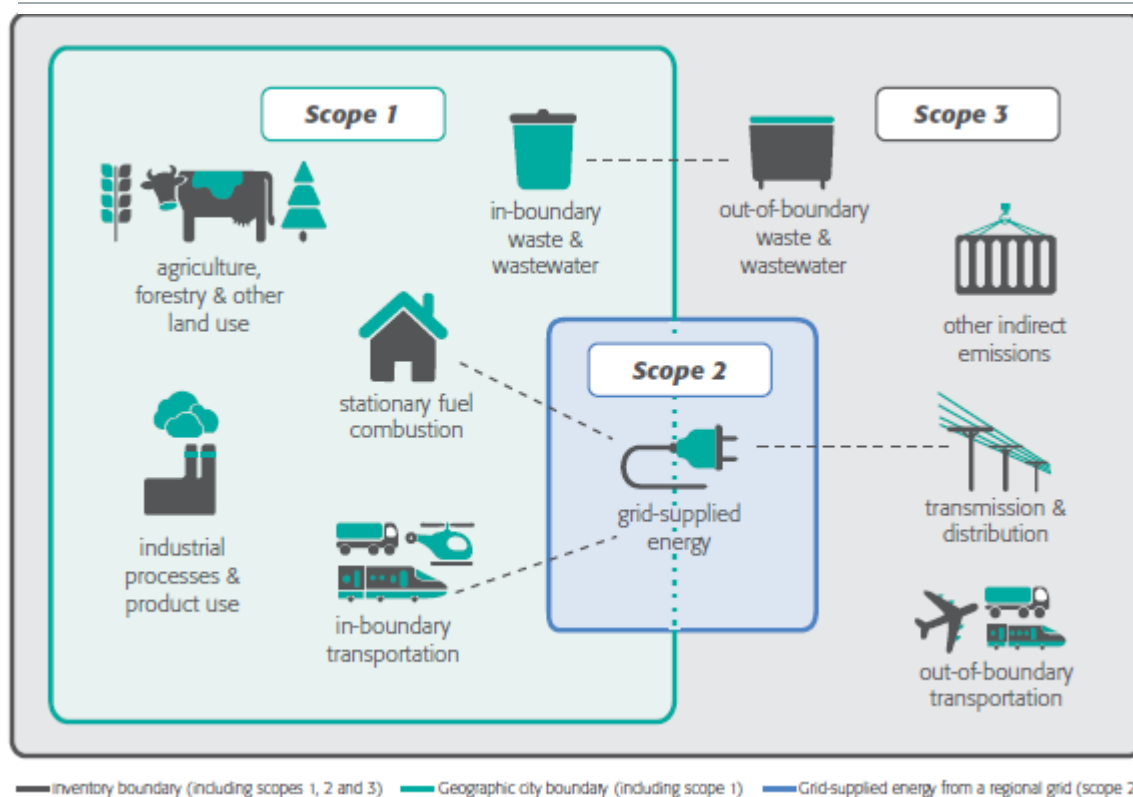 Scope 1
Scope 3
in-boundary
waste &
wastewater
out-of-boundary
waste &
wastewater
agriculture,
forestry & other
land use
other indirect
emissions
Scope 2
stationary fuel
combustion
grid-supplied
energy
transmission &
distribution
industrial
processes &
product use
in-boundary
transportation
out-of-boundary
transportation
Inventory boundary (including scopes 1, 2 and 3) Geographic city boundary (including scope 1) Grid-supplied energy from a regional grid (scope 2